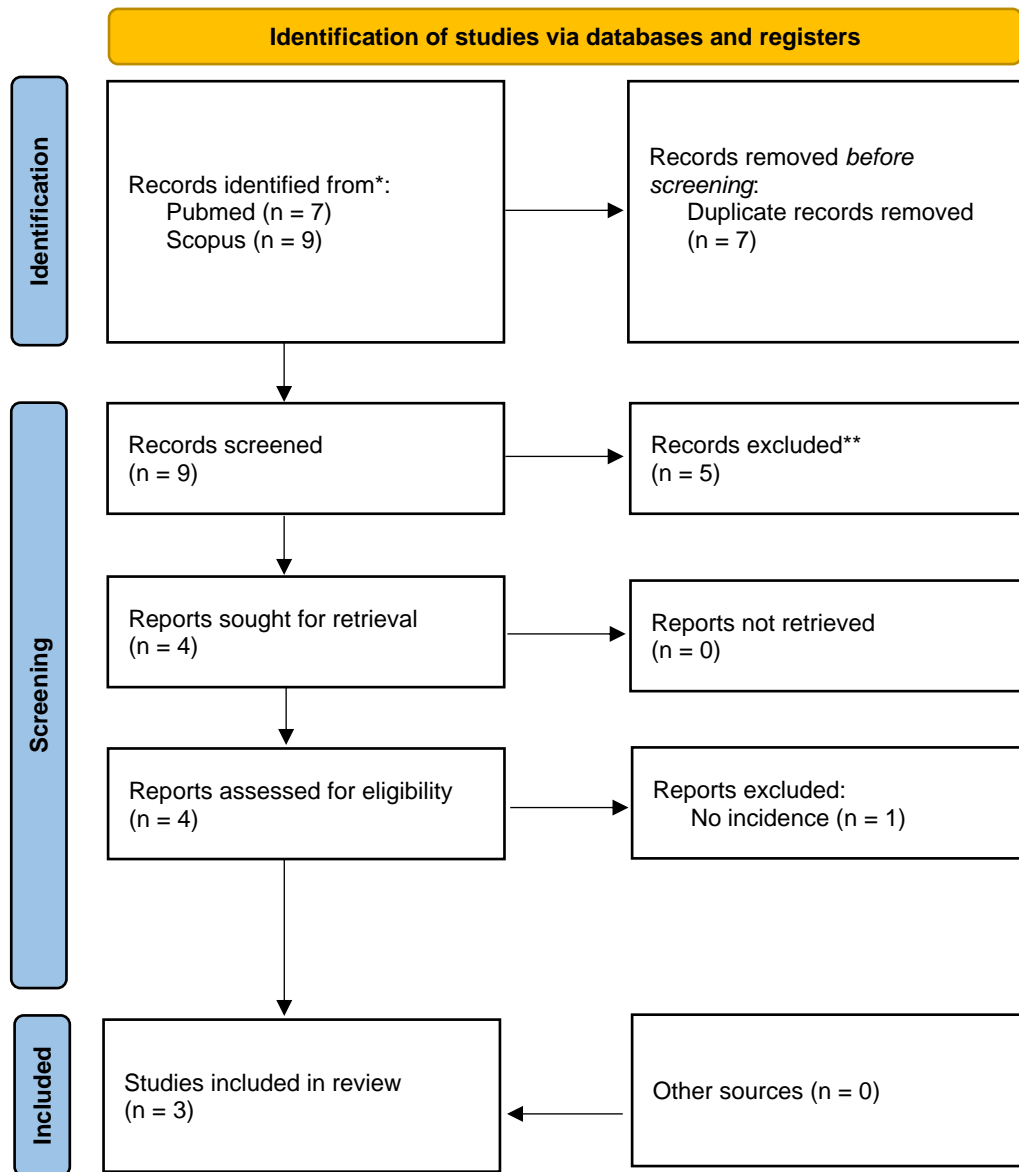 Identification of studies via databases and registers
Identification
Records identified from*:
Pubmed (n = 7)
Scopus (n = 9)
Records removed before
screening:
Duplicate records removed
(n = 7)
Screening
Records screened
(n = 9)
Records excluded**
(n = 5)
Reports sought for retrieval
(n = 4)
Reports not retrieved
(n = 0)
Reports assessed for eligibility
(n = 4)
Reports excluded:
No incidence (n = 1)
Included
Studies included in review
(n = 3)
Other sources (n = 0)